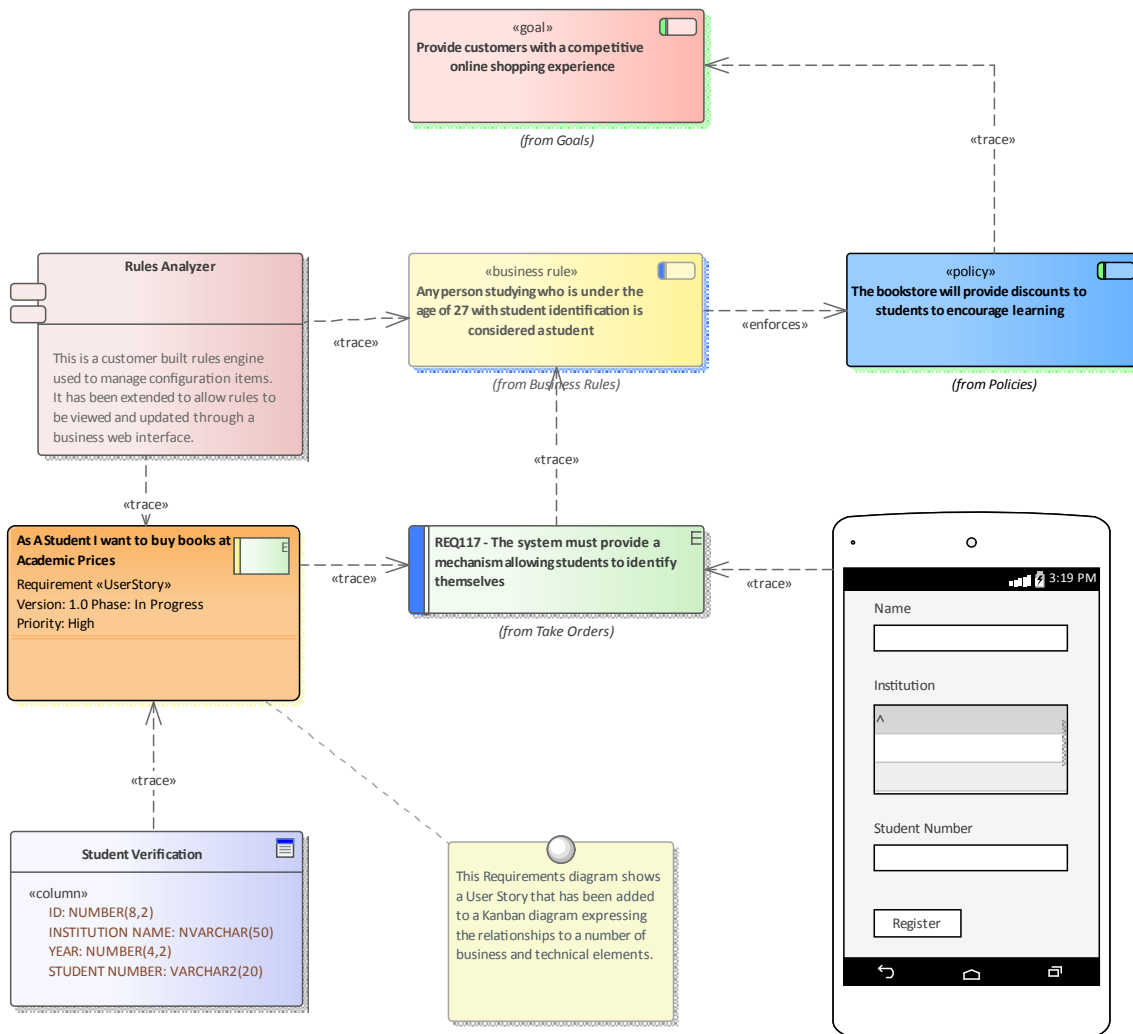 «goal»
Provide customers with a competitive
online shopping experience
(from Goals)
«trace»
Rules Analyzer
This is a customer built rules engine
used to manage configuration items.
It has been extended to allow rules to
be viewed and updated through a
business web interface.
«trace»
«business rule»
Any person studying who is under the
age of 27 with student identification is
considered a student
(from Business Rules)
«enforces»
«policy»
The bookstore will provide discounts to
students to encourage learning
(from Policies)
«trace»
«trace»
As A Student I want to buy books at
Academic Prices
Requirement «UserStory»
Version: 1.0 Phase: In Progress
Priority: High
E
«trace»
REQ117 - The system must provide a
mechanism allowing students to identify
themselves
E
(from Take Orders)
«trace»
3:19 PM
Name
Institution
^
Student Number
Register
«trace»
Student Verification
«column»
ID: NUMBER(8,2)
INSTITUTION NAME: NVARCHAR(50)
YEAR: NUMBER(4,2)
STUDENT NUMBER: VARCHAR2(20)
This Requirements diagram shows
a User Story that has been added
to a Kanban diagram expressing
the relationships to a number of
business and technical elements.